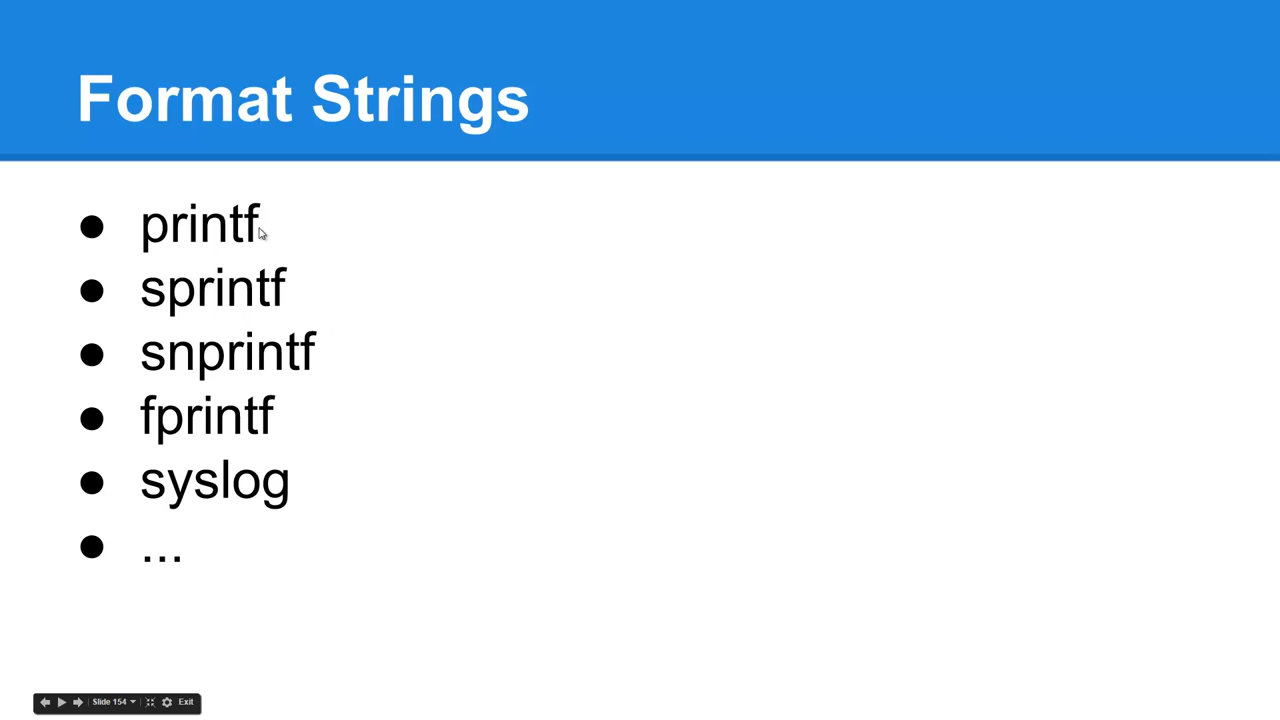 Format Strings
● printf
● sprintf
● snprintf
● fprintf
● syslog
● ...
Slide 154 Exit